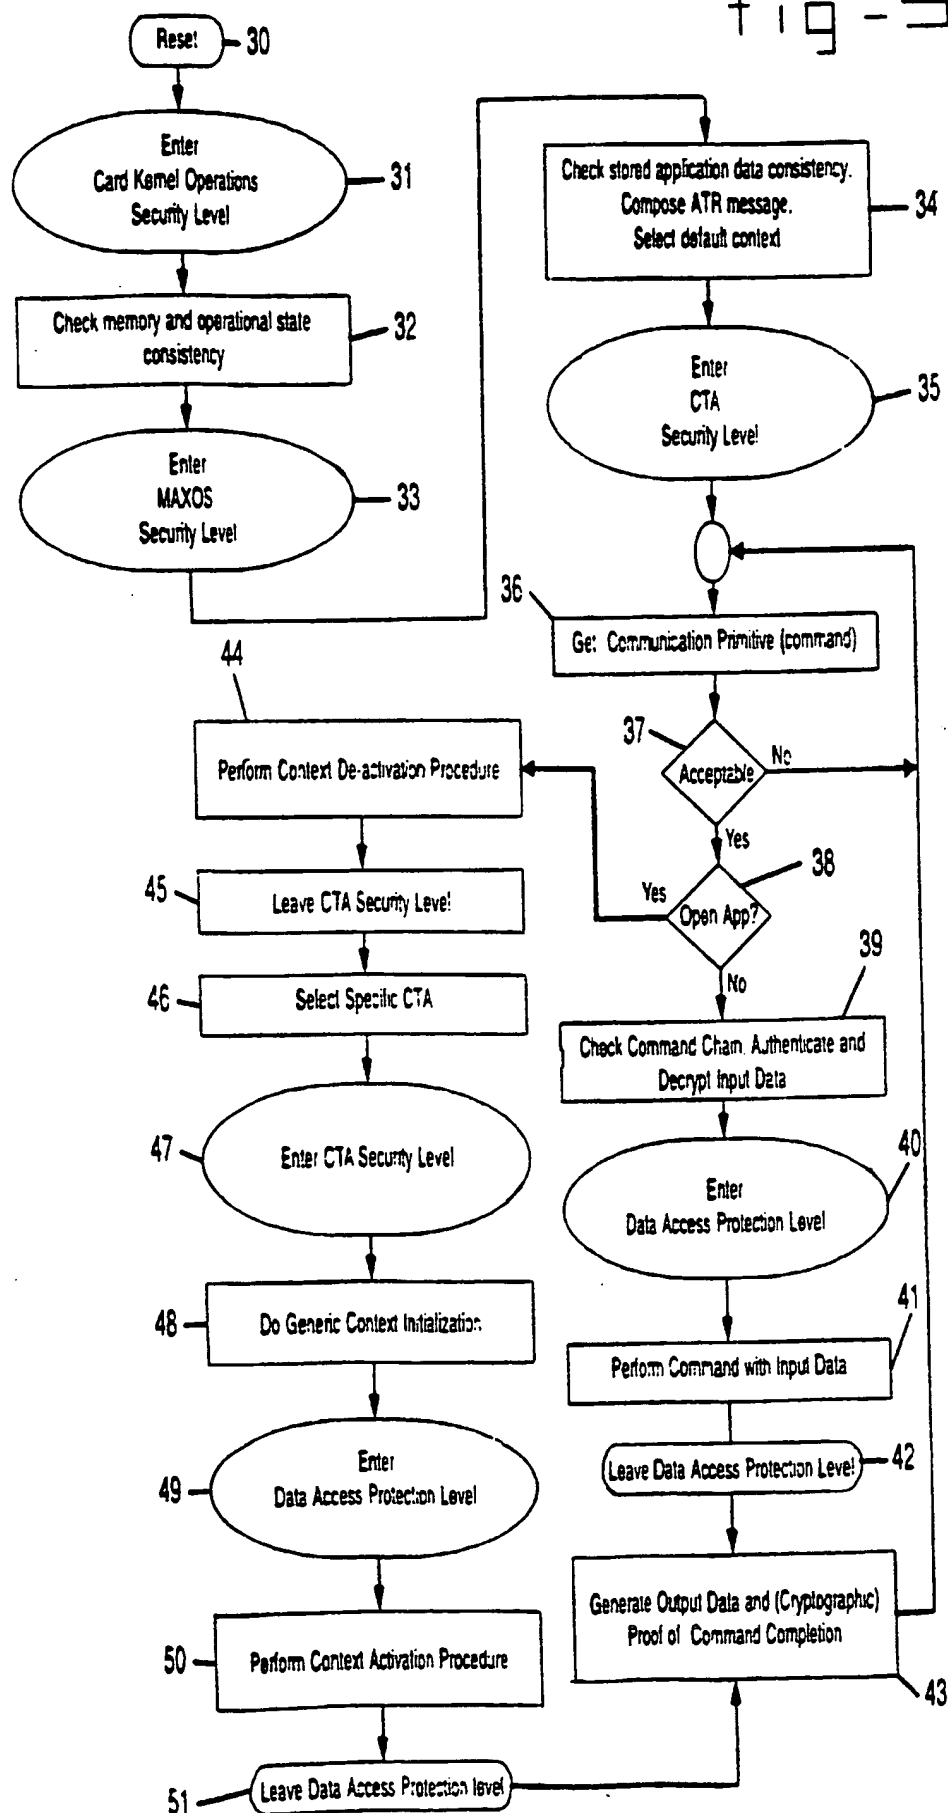 fig - 5
Reset
30
Enter
Card Kernel Operations
Security Level
31
Check memory and operational state
consistency
32
Enter
MAXOS
Security Level
33
Check stored application data consistency.
Compose ATR message.
Select default context
34
Enter
CTA
Security Level
35
36
Get Communication Primitive (command)
37
Acceptable
No
Yes
38
Open App?
Yes
No
39
Check Command Chain. Authenticate and
Decrypt Input Data
Enter
Data Access Protection Level
40
Perform Command with Input Data
41
Leave Data Access Protection Level
42
Generate Output Data and (Cryptographic)
Proof of Command Completion
43
44
Perform Context De-activation Procedure
45
Leave CTA Security Level
46
Select Specific CTA
47
Enter CTA Security Level
48
Do Generic Context Initialization
49
Enter
Data Access Protection Level
50
Perform Context Activation Procedure
51
Leave Data Access Protection level